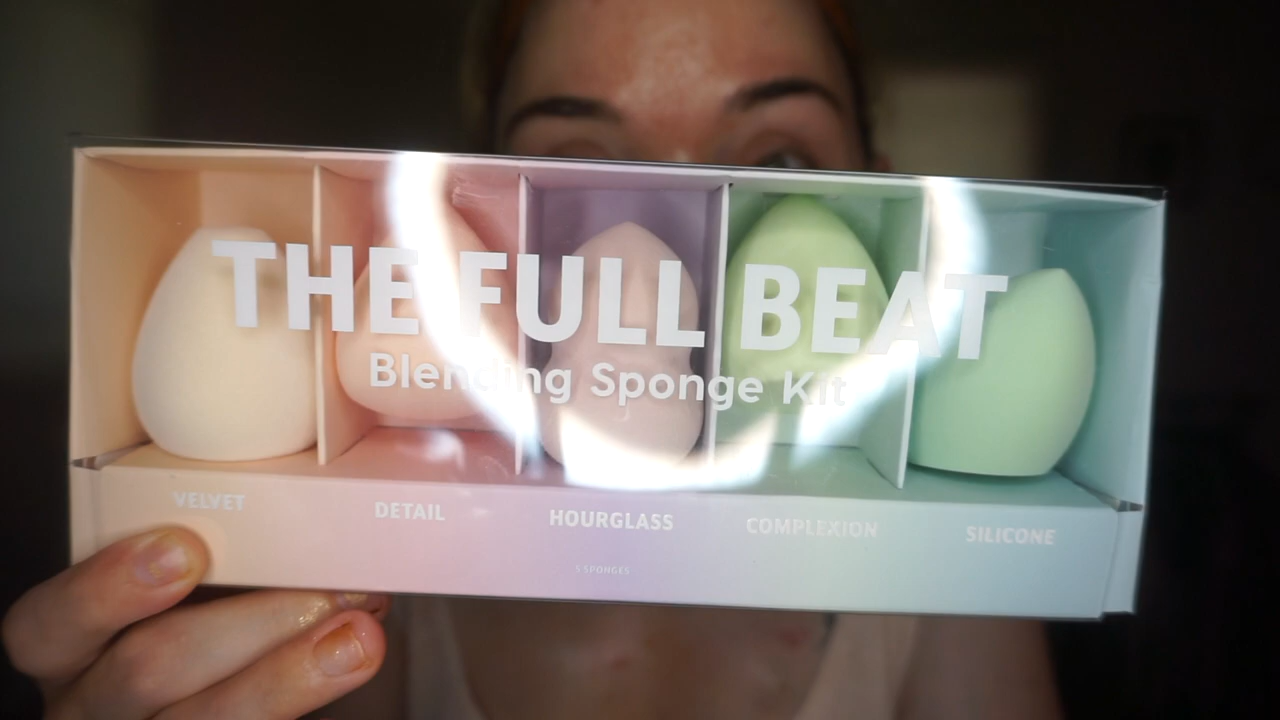 THE FULL BEAT
Blending Sponge Kit
VELVET DETAIL HOURGLASS COMPLEXION SILICONE
5 SPONGES